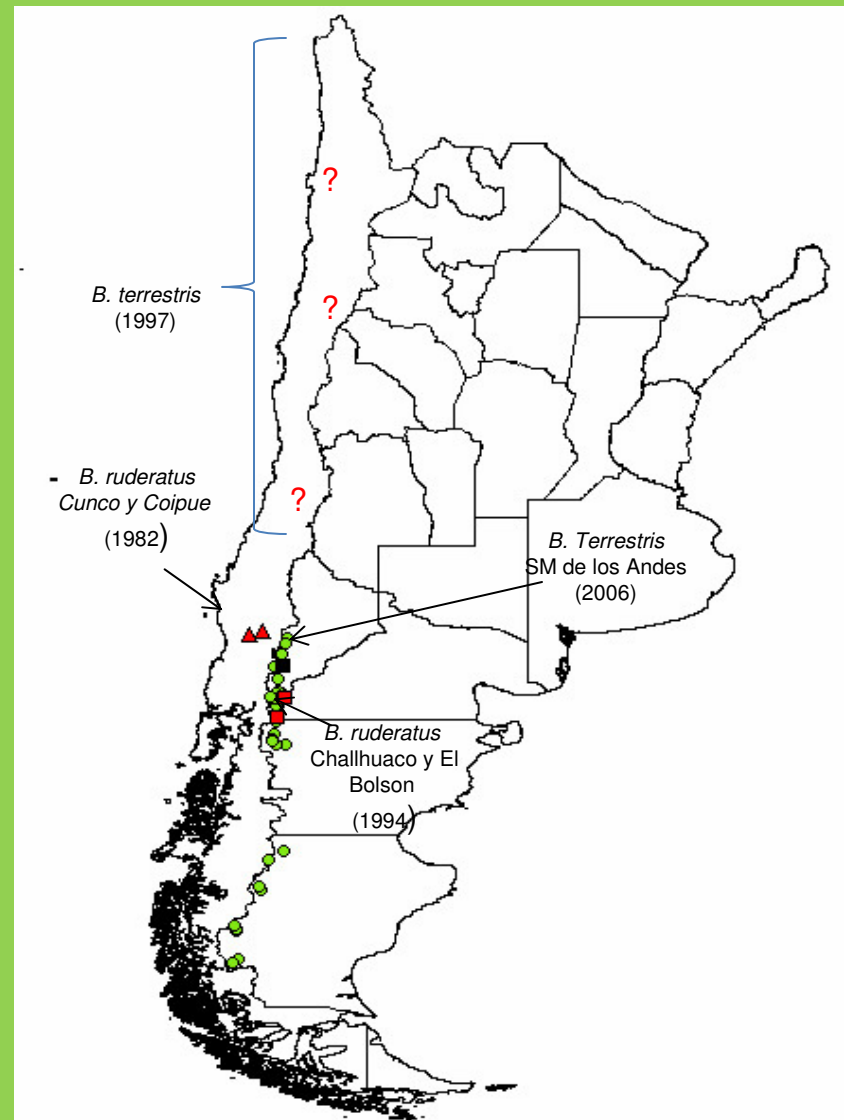 ?
?
B. terrestris
(1997)
B. ruderatus
Cunco y Coipue
(1982)
?
B. Terrestris
SM de los Andes
(2006)
B. ruderatus
Challhuaco y El
Bolson
(1994)